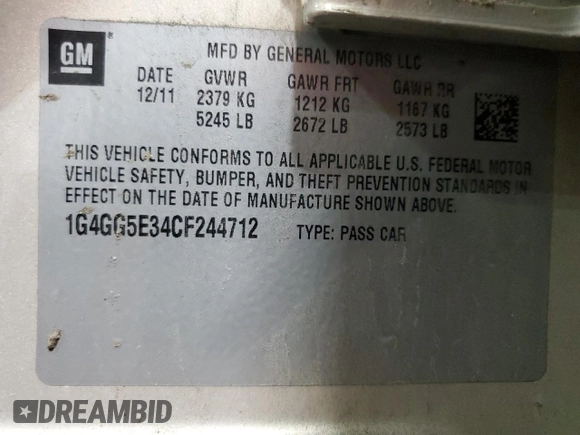 GM
MFD BY GENERAL MOTORS LLC
DATE GVWR GAWR FRT GAWR RR
12/11 2379 KG 1212 KG 1167 KG
5245 LB 2672 LB 2573 LB
THIS VEHICLE CONFORMS TO ALL APPLICABLE U.S. FEDERAL MOTOR
VEHICLE SAFETY, BUMPER, AND THEFT PREVENTION STANDARDS IN
EFFECT ON THE DATE OF MANUFACTURE SHOWN ABOVE.
1G4GG5E34CF244712 TYPE: PASS CAR
DREAMBID